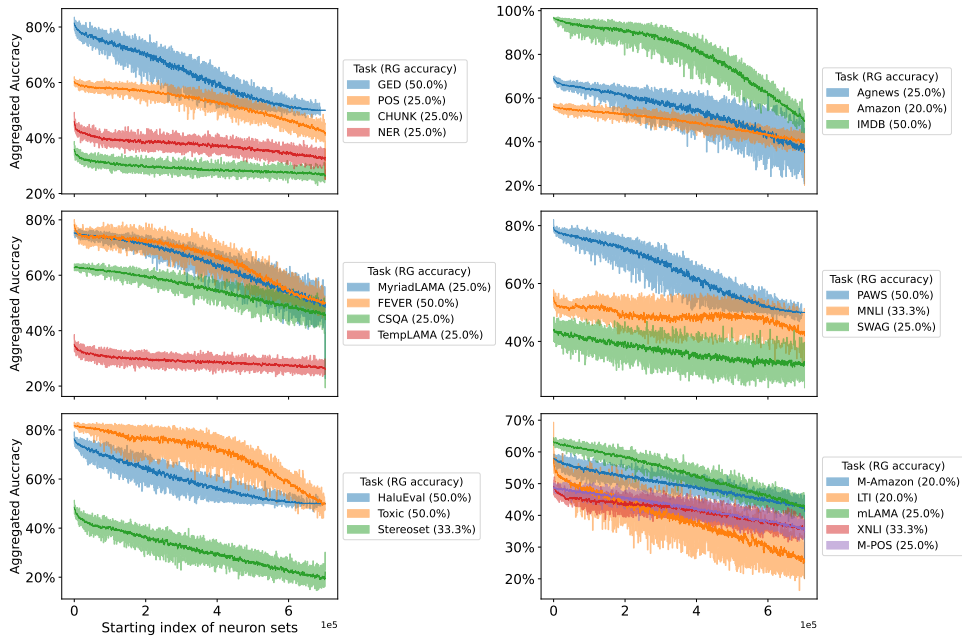 80%
60%
40%
20%
Aggregated Auccracy
Task (RG accuracy)
GED (50.0%)
POS (25.0%)
CHUNK (25.0%)
NER (25.0%)
100%
80%
60%
40%
20%
Task (RG accuracy)
Agnews (25.0%)
Amazon (20.0%)
IMDB (50.0%)
80%
60%
40%
20%
Aggregated Auccracy
Task (RG accuracy)
MyriadLAMA (25.0%)
FEVER (50.0%)
CSQA (25.0%)
TempLAMA (25.0%)
80%
60%
40%
Task (RG accuracy)
PAWS (50.0%)
MNLI (33.3%)
SWAG (25.0%)
80%
60%
40%
20%
Aggregated Auccracy
0 2 4 6
1e5
Starting index of neuron sets
Task (RG accuracy)
HaluEval (50.0%)
Toxic (50.0%)
Stereoset (33.3%)
70%
60%
50%
40%
30%
20%
0 2 4 6
1e5
Task (RG accuracy)
M-Amazon (20.0%)
LTI (20.0%)
mLAMA (25.0%)
XNLI (33.3%)
M-POS (25.0%)